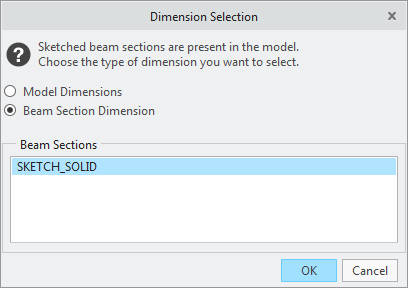 Dimension Selection
Sketched beam sections are present in the model.
Choose the type of dimension you want to select.
Model Dimensions
Beam Section Dimension
Beam Sections
SKETCH_SOLID
OK
Cancel